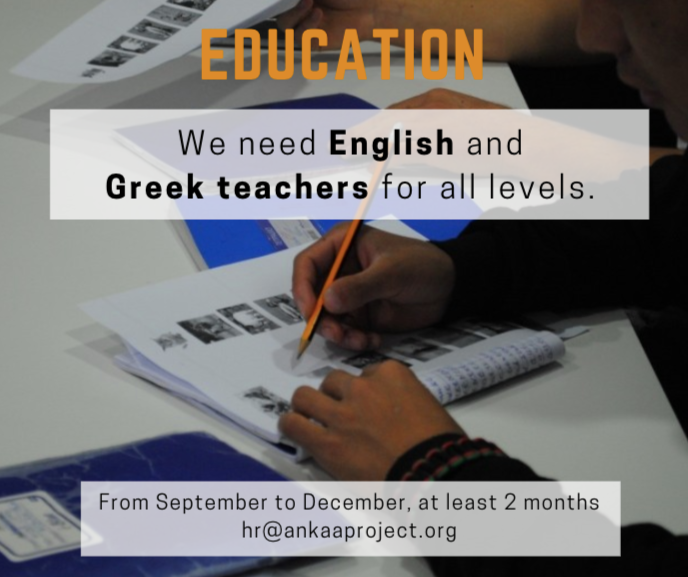 EDUCATION
We need English and
Greek teachers for all levels.
From September to December, at least 2 months
hr@ankaaproject.org